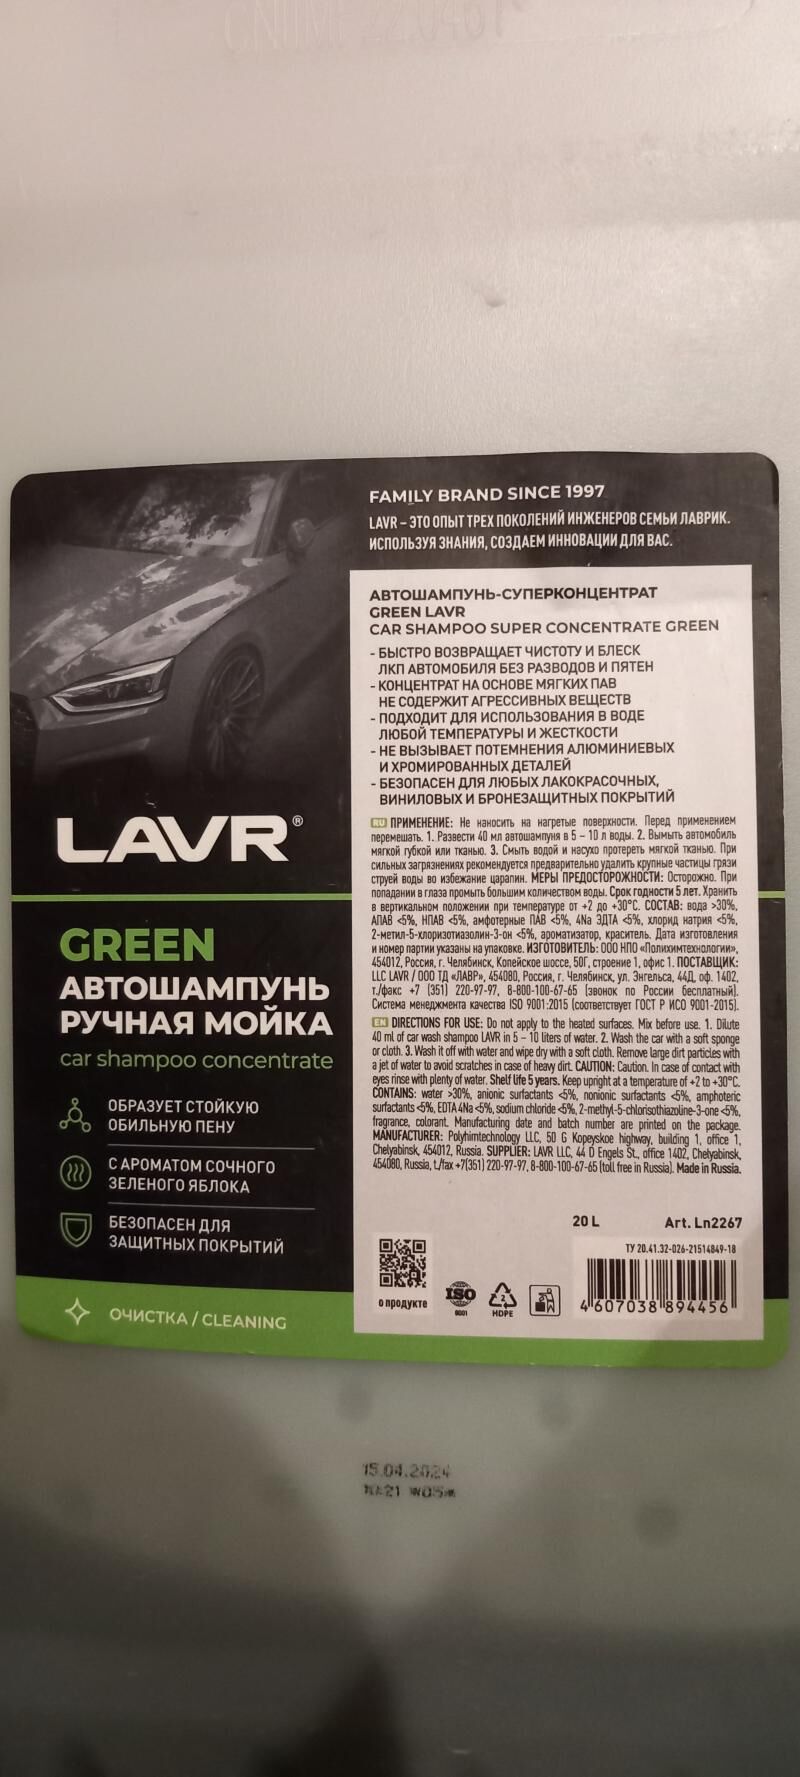 LAVR®
GREEN
АВТОШАМПУНЬ
РУЧНАЯ МОЙКА
car shampoo concentrate
ОБРАЗУЕТ СТОЙКУЮ
ОБИЛЬНУЮ ПЕНУ
С АРОМАТОМ СОЧНОГО
ЗЕЛЕНОГО ЯБЛОКА
БЕЗОПАСЕН ДЛЯ
ЗАЩИТНЫХ ПОКРЫТИЙ
ОЧИСТКА / CLEANING
FAMILY BRAND SINCE 1997
LAVR – ЭТО ОПЫТ ТРЕХ ПОКОЛЕНИЙ ИНЖЕНЕРОВ СЕМЬИ ЛАВРИК.
ИСПОЛЬЗУЯ ЗНАНИЯ, СОЗДАЕМ ИННОВАЦИИ ДЛЯ ВАС.
АВТОШАМПУНЬ-СУПЕРКОНЦЕНТРАТ
GREEN LAVR
CAR SHAMPOO SUPER CONCENTRATE GREEN
- БЫСТРО ВОЗВРАЩАЕТ ЧИСТОТУ И БЛЕСК
ЛКП АВТОМОБИЛЯ БЕЗ РАЗВОДОВ И ПЯТЕН
- КОНЦЕНТРАТ НА ОСНОВЕ МЯГКИХ ПАВ
НЕ СОДЕРЖИТ АГРЕССИВНЫХ ВЕЩЕСТВ
- ПОДХОДИТ ДЛЯ ИСПОЛЬЗОВАНИЯ В ВОДЕ
ЛЮБОЙ ТЕМПЕРАТУРЫ И ЖЕСТКОСТИ
- НЕ ВЫЗЫВАЕТ ПОТЕМНЕНИЯ АЛЮМИНИЕВЫХ
И ХРОМИРОВАННЫХ ДЕТАЛЕЙ
- БЕЗОПАСЕН ДЛЯ ЛЮБЫХ ЛАКОКРАСОЧНЫХ,
ВИНИЛОВЫХ И БРОНЕЗАЩИТНЫХ ПОКРЫТИЙ
RU ПРИМЕНЕНИЕ: Не наносить на нагретые поверхности. Перед применением
перемешать. 1. Развести 40 мл автошампуня в 5 – 10 л воды. 2. Вымыть автомобиль
мягкой губкой или тканью. 3. Смыть водой и насухо протереть мягкой тканью. При
сильных загрязнениях рекомендуется предварительно удалить крупные частицы грязи
струей воды во избежание царапин. МЕРЫ ПРЕДОСТОРОЖНОСТИ: Осторожно. При
попадании в глаза промыть большим количеством воды. Срок годности 5 лет. Хранить
в вертикальном положении при температуре от +2 до +30°C. СОСТАВ: вода >30%,
АПАВ <5%, НПАВ <5%, амфотерные ПАВ <5%, 4Na ЭДТА <5%, хлорид натрия <5%,
2-метил-5-хлоризотиазолин-3-он <5%, ароматизатор, краситель. Дата изготовления
и номер партии указаны на упаковке. ИЗГОТОВИТЕЛЬ: ООО НПО «Полихимтехнологии»,
454012, Россия, г. Челябинск, Копейское шоссе, 50Г, строение 1, офис 1. ПОСТАВЩИК:
LLC LAVR / ООО ТД «ЛАВР», 454080, Россия, г. Челябинск, ул. Энгельса, 44Д, оф. 1402,
т./факс +7 (351) 220-97-97, 8-800-100-67-65 (звонок по России бесплатный).
Система менеджмента качества ISO 9001:2015 (соответствует ГОСТ Р ИСО 9001-2015).
EN DIRECTIONS FOR USE: Do not apply to the heated surfaces. Mix before use. 1. Dilute
40 ml of car wash shampoo LAVR in 5 – 10 liters of water. 2. Wash the car with a soft sponge
or cloth. 3. Wash it off with water and wipe dry with a soft cloth. Remove large dirt particles with
a jet of water to avoid scratches in case of heavy dirt. CAUTION: Caution. In case of contact with
eyes rinse with plenty of water. Shelf life 5 years. Keep upright at a temperature of +2 to +30°C.
CONTAINS: water >30%, anionic surfactants <5%, nonionic surfactants <5%, amphoteric
surfactants <5%, EDTA 4Na <5%, sodium chloride <5%, 2-methyl-5-chlorisothiazoline-3-one <5%,
fragrance, colorant. Manufacturing date and batch number are printed on the package.
MANUFACTURER: Polyhimtechnology LLC, 50 G Kopeyskoe highway, building 1, office 1,
Chelyabinsk, 454012, Russia. SUPPLIER: LAVR LLC, 44 D Engels St., office 1402, Chelyabinsk,
454080, Russia, t./fax +7(351) 220-97-97, 8-800-100-67-65 (toll free in Russia). Made in Russia.
20 L Art. Ln2267
ТУ 20.41.32-026-21514849-18
о продукте
ISO
9001
2
HDPE
4 607038 894456
15.04.2024